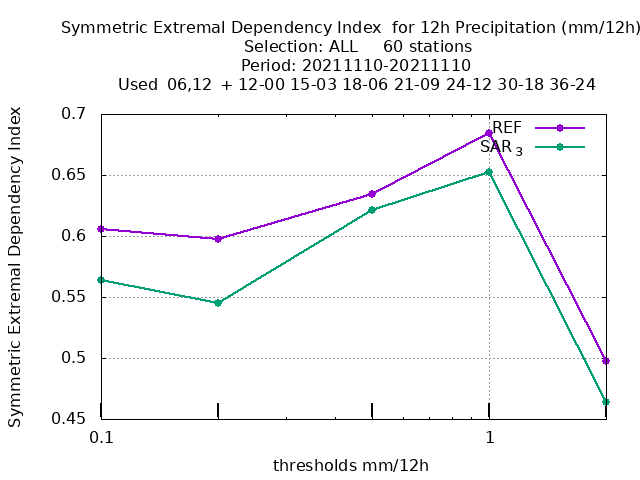 Symmetric Extremal Dependency Index  for 12h Precipitation (mm/12h)
Selection: ALL     60 stations
Period: 20211110-20211110
Used  06,12  + 12-00 15-03 18-06 21-09 24-12 30-18 36-24
Symmetric Extremal Dependency Index
0.7
0.65
0.6
0.55
0.5
0.45
REF
SAR 3
0.1
1
thresholds mm/12h